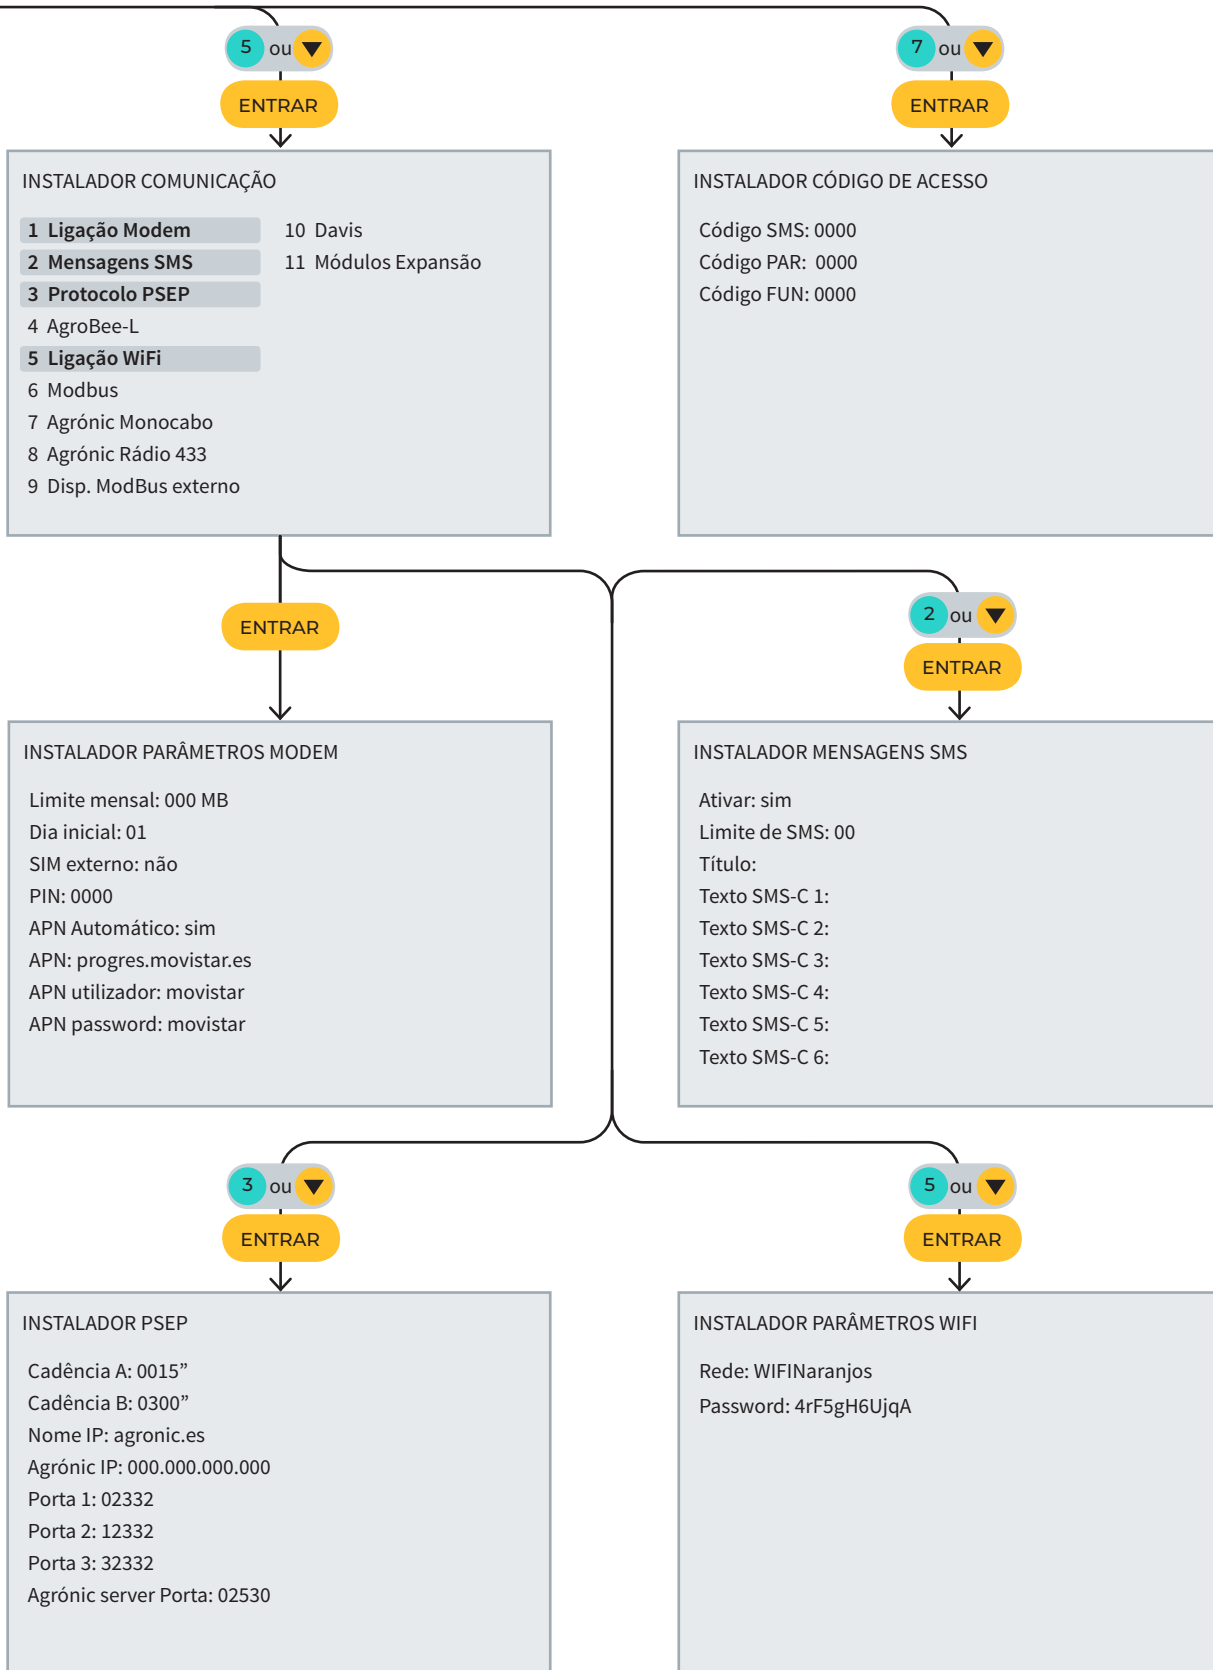 5 ou
ENTRAR
7 ou
ENTRAR
INSTALADOR COMUNICAÇÃO
1 Ligação Modem
2 Mensagens SMS
3 Protocolo PSEP
4 AgroBee-L
5 Ligação WiFi
6 Modbus
7 Agrónic Monocabo
8 Agrónic Rádio 433
9 Disp. ModBus externo
10 Davis
11 Módulos Expansão
INSTALADOR CÓDIGO DE ACESSO
Código SMS: 0000
Código PAR: 0000
Código FUN: 0000
ENTRAR
2 ou
ENTRAR
INSTALADOR PARÂMETROS MODEM
Limite mensal: 000 MB
Dia inicial: 01
SIM externo: não
PIN: 0000
APN Automático: sim
APN: progres.movistar.es
APN utilizador: movistar
APN password: movistar
INSTALADOR MENSAGENS SMS
Ativar: sim
Limite de SMS: 00
Título:
Texto SMS-C 1:
Texto SMS-C 2:
Texto SMS-C 3:
Texto SMS-C 4:
Texto SMS-C 5:
Texto SMS-C 6:
3 ou
ENTRAR
5 ou
ENTRAR
INSTALADOR PSEP
Cadência A: 0015”
Cadência B: 0300”
Nome IP: agronic.es
Agrónic IP: 000.000.000.000
Porta 1: 02332
Porta 2: 12332
Porta 3: 32332
Agrónic server Porta: 02530
INSTALADOR PARÂMETROS WIFI
Rede: WIFINaranjos
Password: 4rF5gH6UjqA